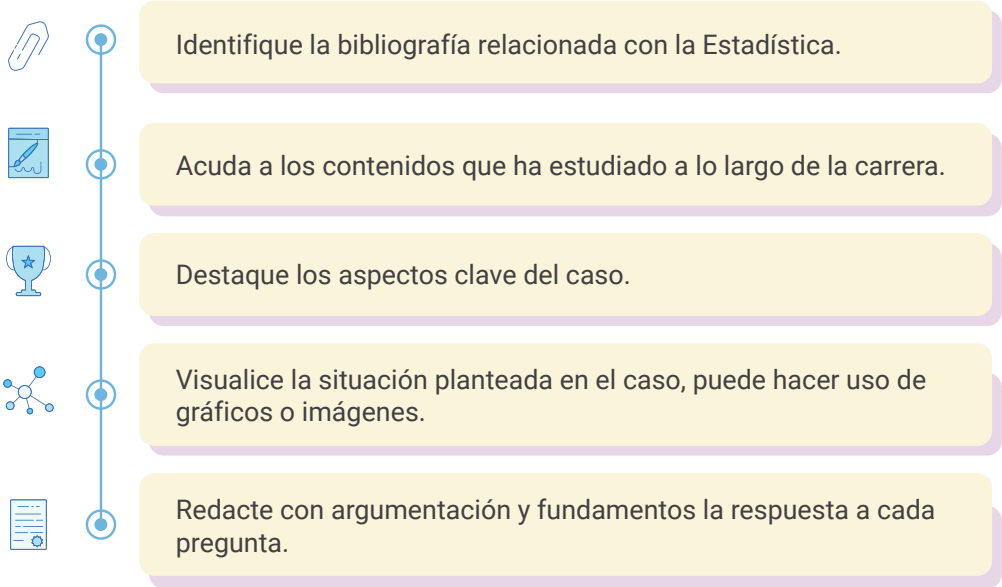 Identifique la bibliografía relacionada con la Estadística.
Acuda a los contenidos que ha estudiado a lo largo de la carrera.
Destaque los aspectos clave del caso.
Visualice la situación planteada en el caso, puede hacer uso de
gráficos o imágenes.
Redacte con argumentación y fundamentos la respuesta a cada
pregunta.